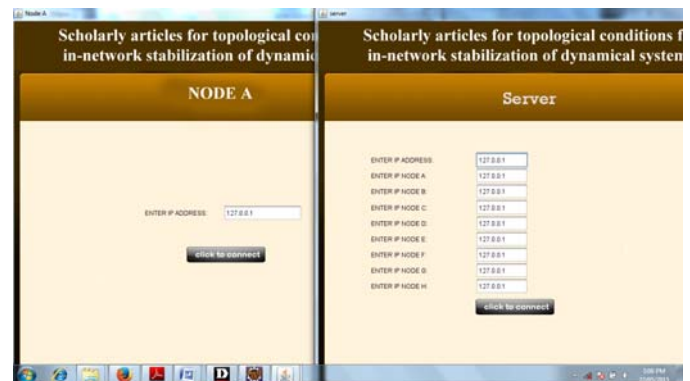 Node A
Scholarly articles for topological con
in-network stabilization of dynamic
NODE A
ENTER IP ADDRESS: 127.0.0.1
click to connect
server
Scholarly articles for topological conditions f
in-network stabilization of dynamical system
Server
ENTER IP ADDRESS: 127.0.0.1
ENTER IP NODE A: 127.0.0.1
ENTER IP NODE B: 127.0.0.1
ENTER IP NODE C: 127.0.0.1
ENTER IP NODE D: 127.0.0.1
ENTER IP NODE E: 127.0.0.1
ENTER IP NODE F: 127.0.0.1
ENTER IP NODE G: 127.0.0.1
ENTER IP NODE H: 127.0.0.1
click to connect